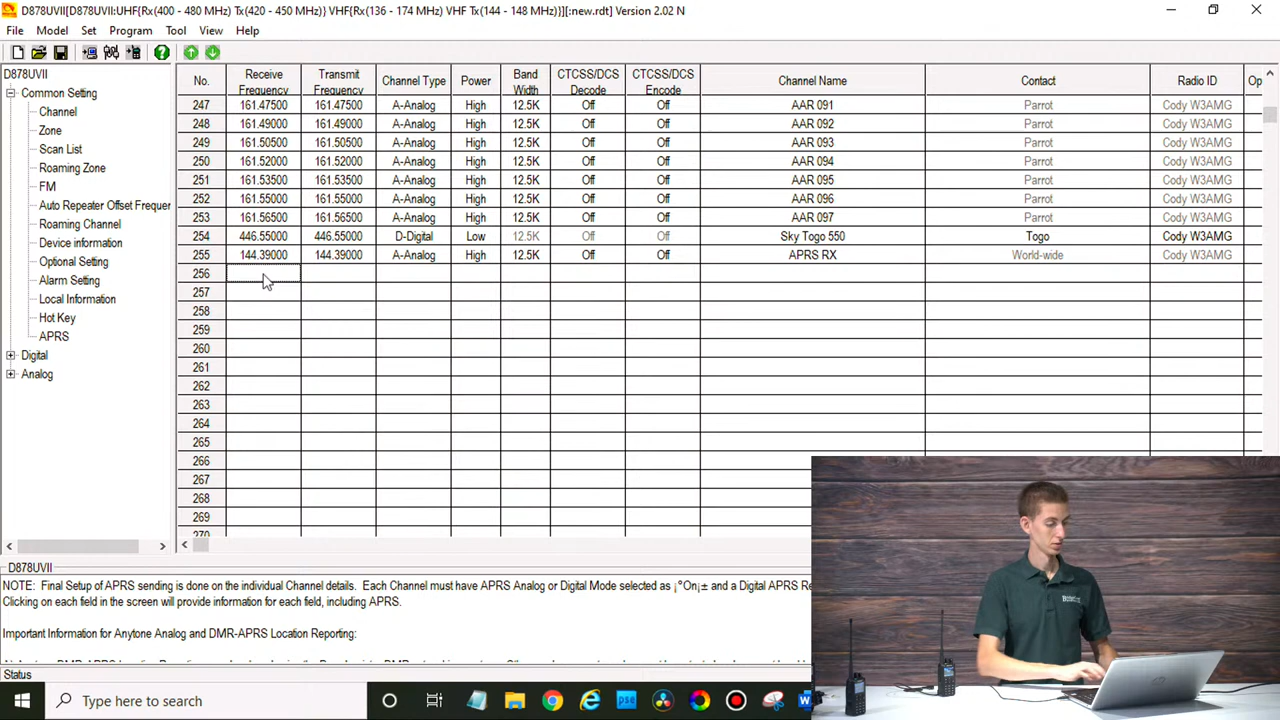 D878UVII[D878UVII:UHF{Rx(400 - 480 MHz) Tx(420 - 450 MHz)} VHF{Rx(136 - 174 MHz) VHF Tx(144 - 148 MHz)}][:new.rdt] Version 2.02 N
File Model Set Program Tool View Help
D878UVII
Common Setting
Channel
Zone
Scan List
Roaming Zone
FM
Auto Repeater Offset Frequer
Roaming Channel
Device information
Optional Setting
Alarm Setting
Local Information
Hot Key
APRS
Digital
Analog
No. Receive Frequency Transmit Frequency Channel Type Power Band Width CTCSS/DCS Decode CTCSS/DCS Encode Channel Name Contact Radio ID Op
247 161.47500 161.47500 A-Analog High 12.5K Off Off AAR 091 Parrot Cody W3AMG
248 161.49000 161.49000 A-Analog High 12.5K Off Off AAR 092 Parrot Cody W3AMG
249 161.50500 161.50500 A-Analog High 12.5K Off Off AAR 093 Parrot Cody W3AMG
250 161.52000 161.52000 A-Analog High 12.5K Off Off AAR 094 Parrot Cody W3AMG
251 161.53500 161.53500 A-Analog High 12.5K Off Off AAR 095 Parrot Cody W3AMG
252 161.55000 161.55000 A-Analog High 12.5K Off Off AAR 096 Parrot Cody W3AMG
253 161.56500 161.56500 A-Analog High 12.5K Off Off AAR 097 Parrot Cody W3AMG
254 446.55000 446.55000 D-Digital Low 12.5K Off Off Sky Togo 550 Togo Cody W3AMG
255 144.39000 144.39000 A-Analog High 12.5K Off Off APRS RX World-wide Cody W3AMG
256
257
258
259
260
261
262
263
264
265
266
267
268
269
270
D878UVII
NOTE: Final Setup of APRS sending is done on the individual Channel details. Each Channel must have APRS Analog or Digital Mode selected as ¡°On¡± and a Digital APRS Re
Clicking on each field in the screen will provide information for each field, including APRS.
Important Information for Anytone Analog and DMR-APRS Location Reporting:
Status
Type here to search